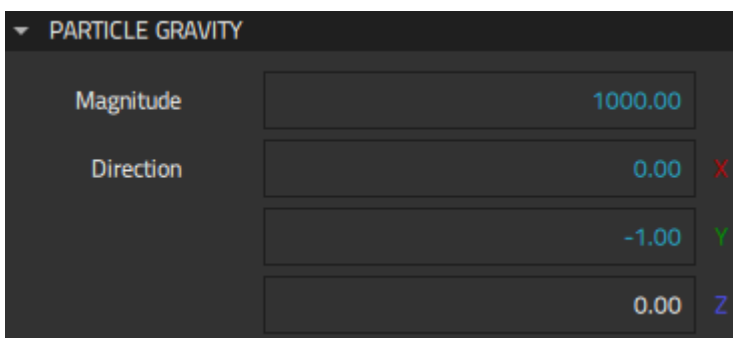 PARTICLE GRAVITY
Magnitude 1000.00
Direction 0.00 X
-1.00 Y
0.00 Z